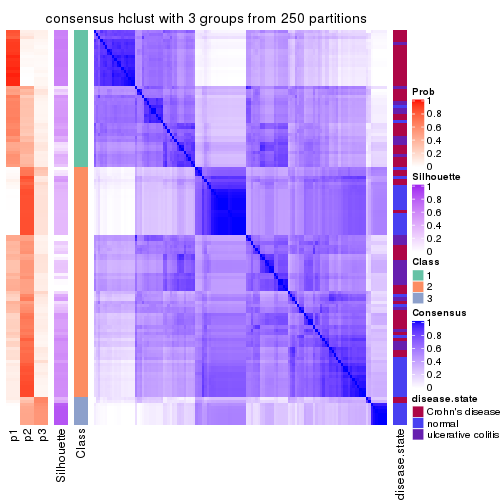 consensus hclust with 3 groups from 250 partitions
p1
p2
p3
Silhouette
Class
disease.state
Prob
1
0.8
0.6
0.4
0.2
0
Silhouette
1
0.8
0.6
0.4
0.2
0
Class
1
2
3
Consensus
1
0.8
0.6
0.4
0.2
0
disease.state
Crohn's disease
normal
ulcerative colitis